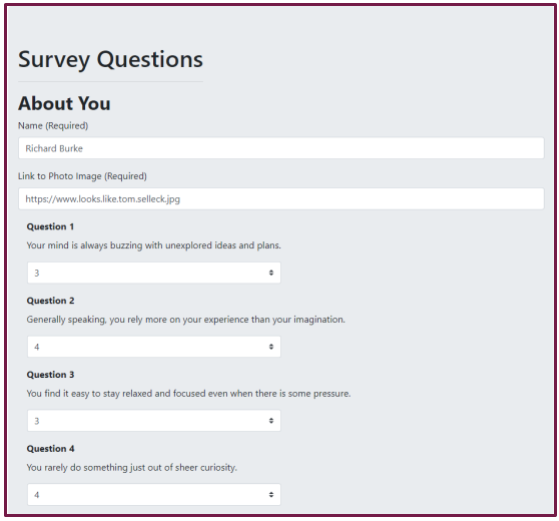 Survey Questions
About You
Name (Required)
Richard Burke
Link to Photo Image (Required)
https://www.looks.like.tom.selleck.jpg
Question 1
Your mind is always buzzing with unexplored ideas and plans.
3
Question 2
Generally speaking, you rely more on your experience than your imagination.
4
Question 3
You find it easy to stay relaxed and focused even when there is some pressure.
3
Question 4
You rarely do something just out of sheer curiosity.
4